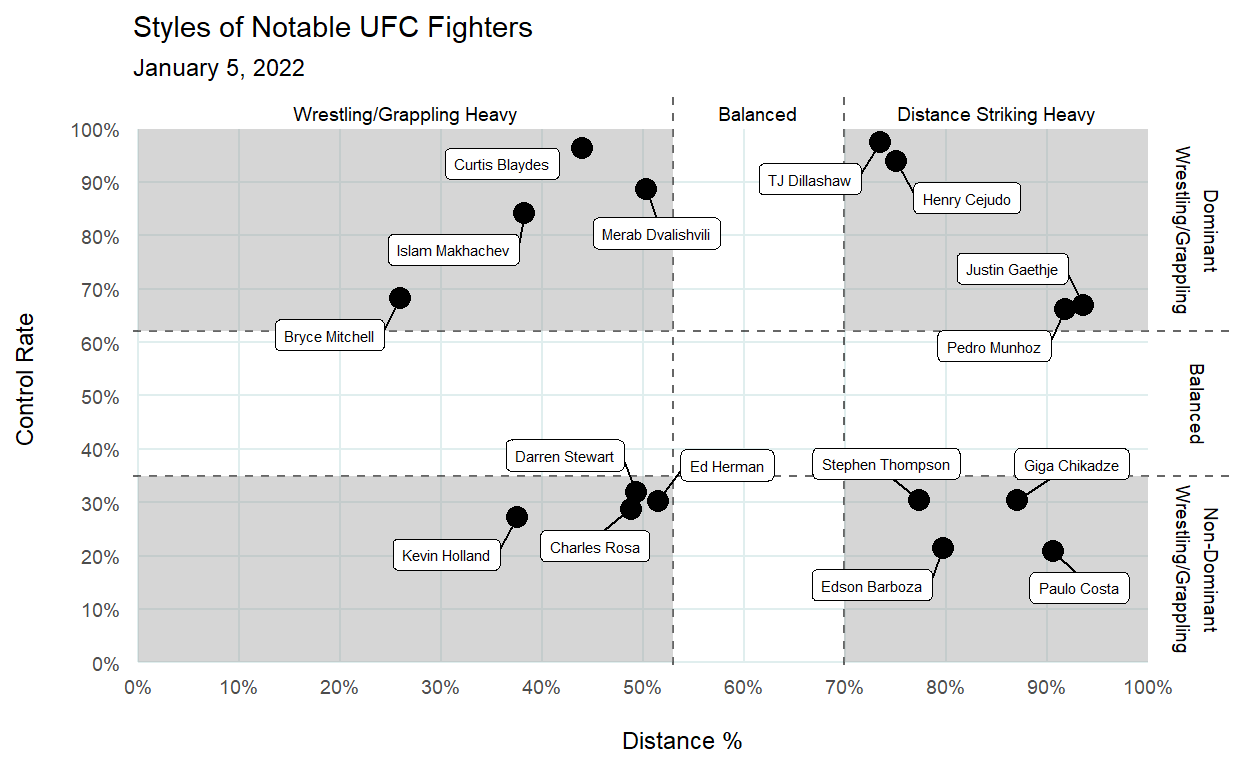 Styles of Notable UFC Fighters
January 5, 2022
Wrestling/Grappling Heavy
Balanced
Distance Striking Heavy
Control Rate
100%
90%
80%
70%
60%
50%
40%
30%
20%
10%
0%
Curtis Blaydes
TJ Dillashaw
Henry Cejudo
Merab Dvalishvili
Islam Makhachev
Justin Gaethje
Bryce Mitchell
Pedro Munhoz
Darren Stewart
Ed Herman
Stephen Thompson
Giga Chikadze
Charles Rosa
Kevin Holland
Edson Barboza
Paulo Costa
Dominant
Wrestling/Grappling
Balanced
Non-Dominant
Wrestling/Grappling
0%
10%
20%
30%
40%
50%
60%
70%
80%
90%
100%
Distance %